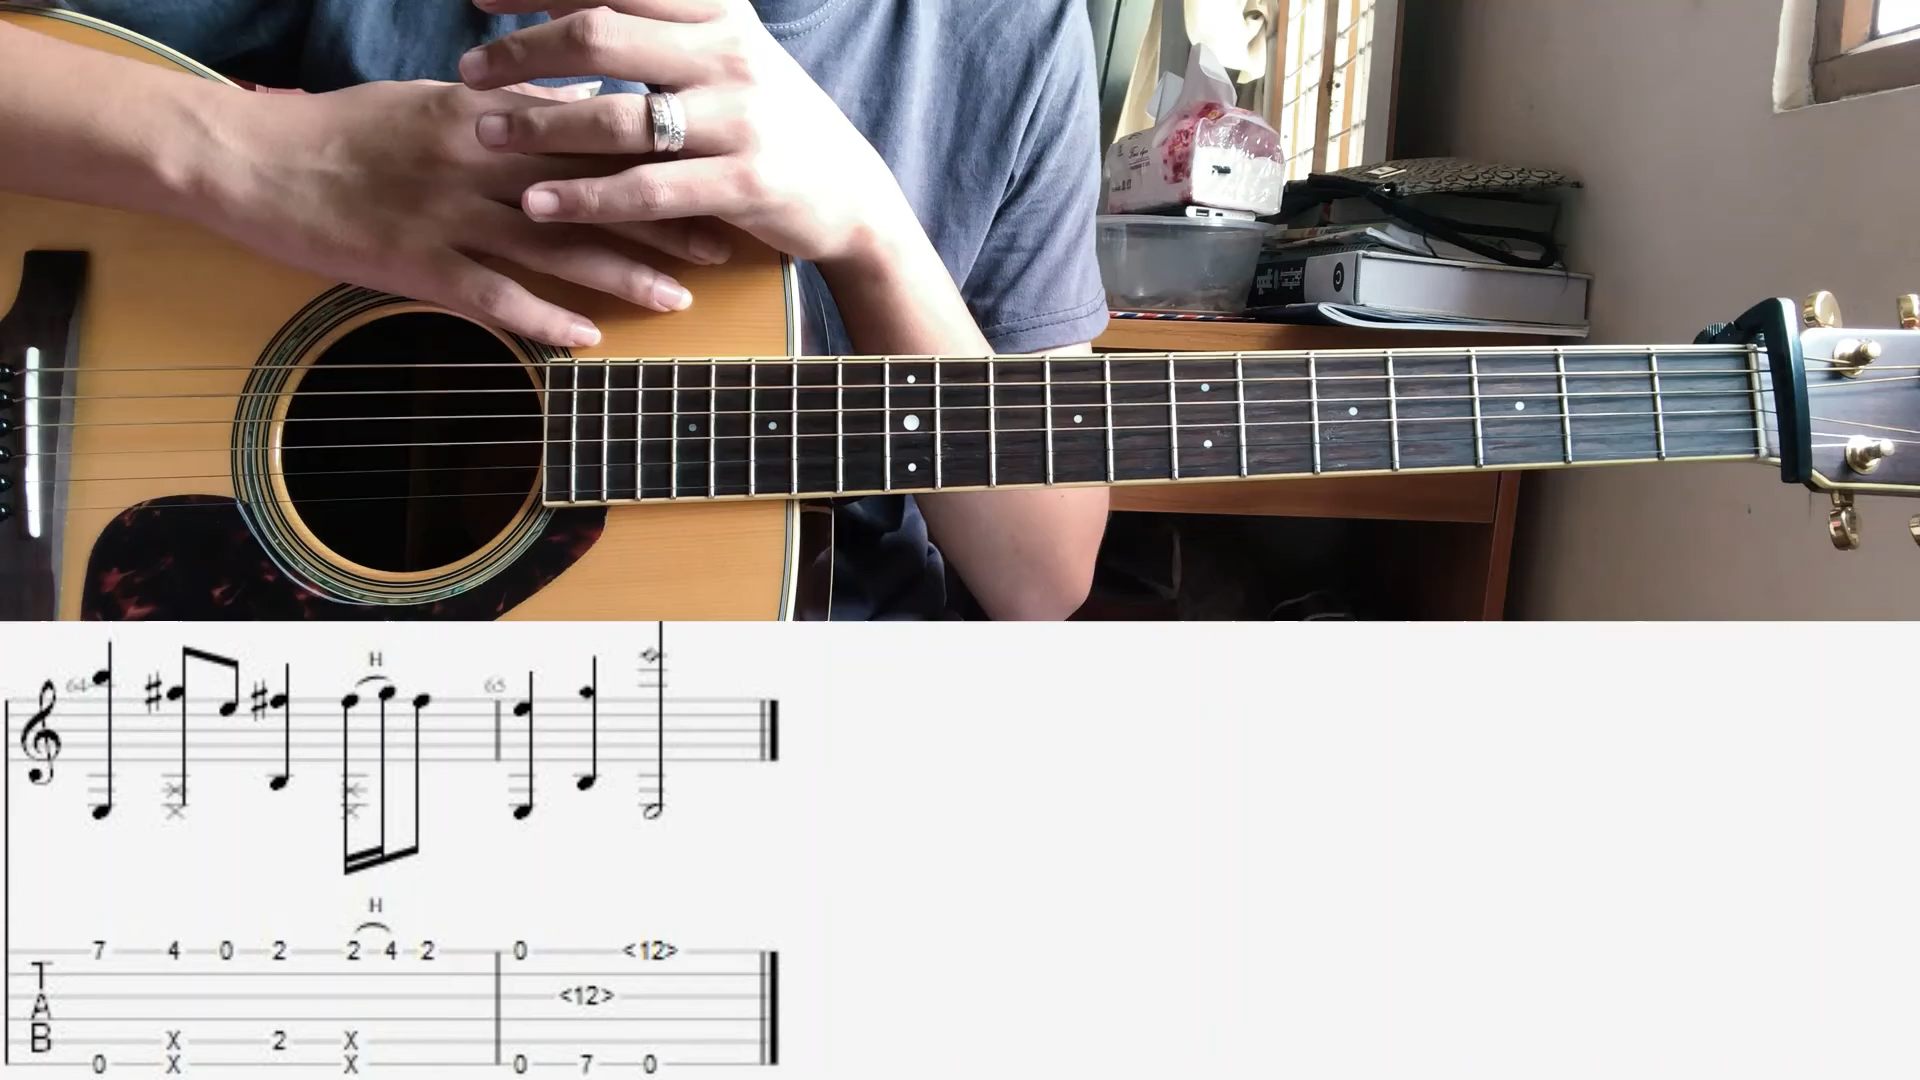 64 H 65
H
7 4 0 2 2 4 2 0 <12>
T
<12>
A
B X 2 X
0 X X 0 7 0
C